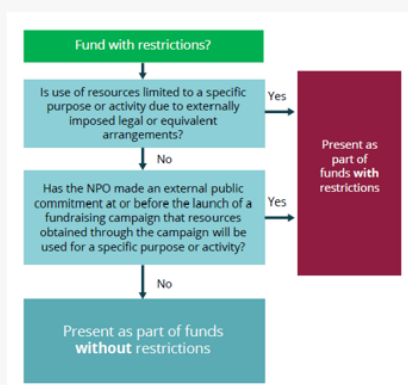 Fund with restrictions?
Is use of resources limited to a specific
purpose or activity due to externally
imposed legal or equivalent
arrangements?
Yes
Present as
part of
funds with
restrictions
No
Has the NPO made an external public
commitment at or before the launch of a
fundraising campaign that resources
obtained through the campaign will be
used for a specific purpose or activity?
Yes
No
Present as part of funds
without restrictions